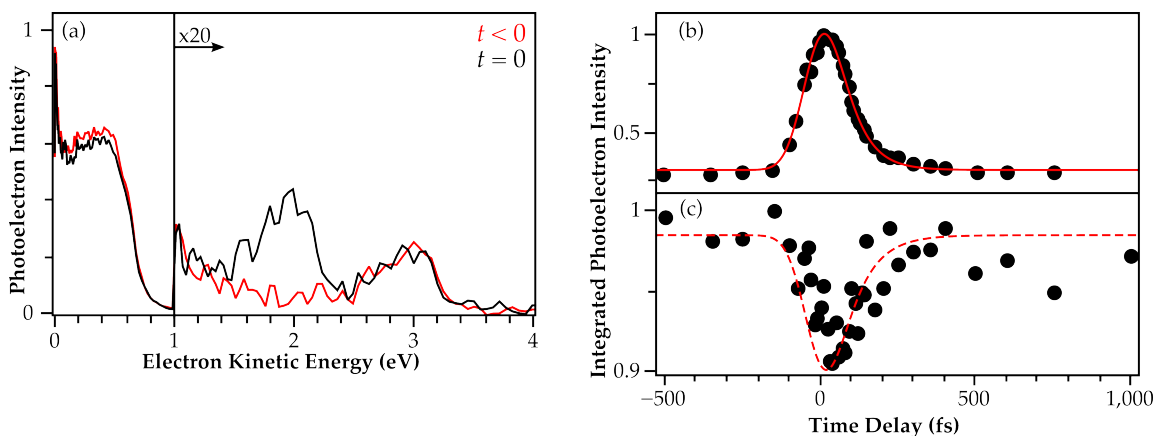 (a)
x20
t < 0
t = 0
1
0
Photoelectron Intensity
0
1
2
3
4
Electron Kinetic Energy (eV)
(b)
1
0.5
(c)
1
0.9
Integrated Photoelectron Intensity
−500
0
500
1,000
Time Delay (fs)